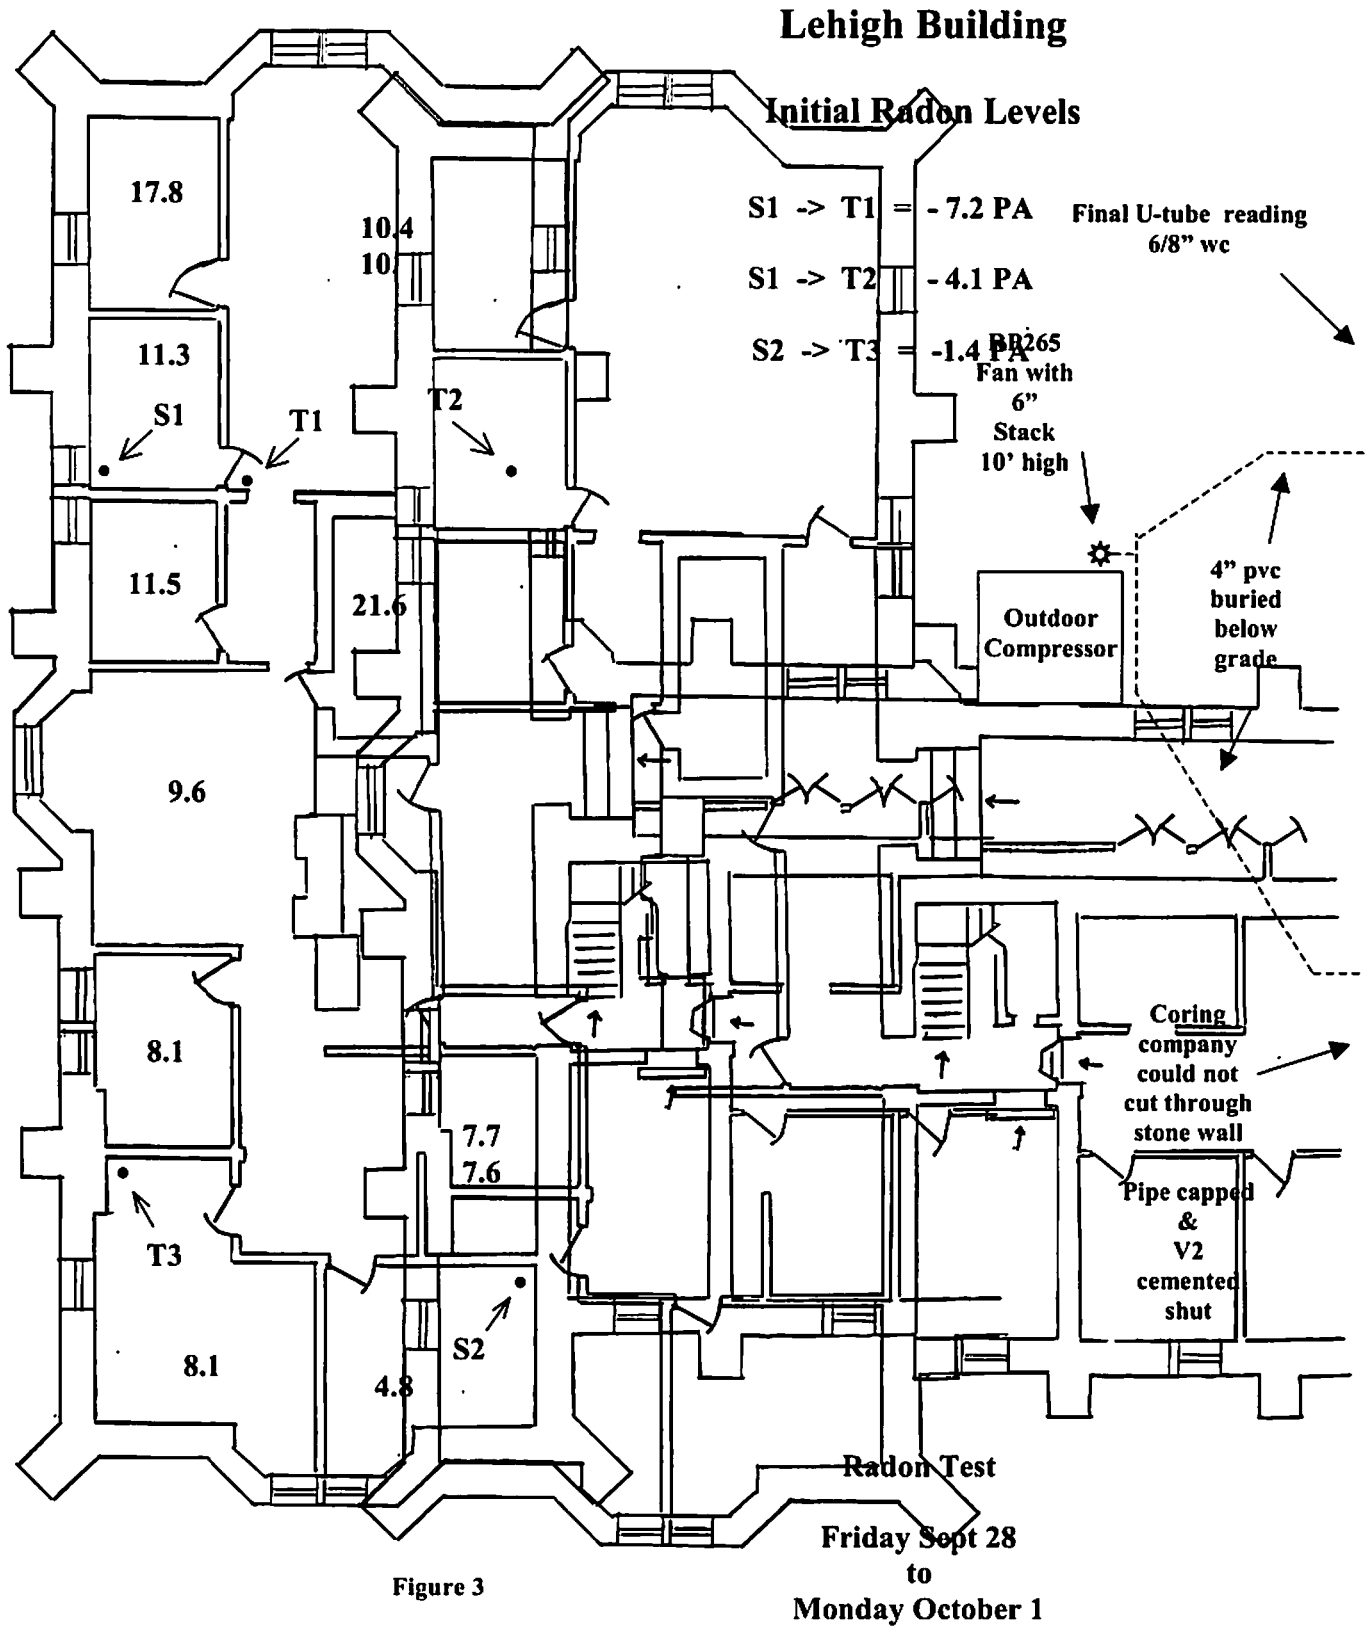 Lehigh Building
Initial Radon Levels
S1 -> T1 = - 7.2 PA
S1 -> T2 - 4.1 PA
S2 -> T3 = -1.4 PA
Final U-tube reading
6/8" wc
17.8
10.4
10.
11.3
S1
T1
T2
11.5
21.6
9.6
8.1
7.7
7.6
T3
8.1
4.8
S2
BP265
Fan with
6"
Stack
10' high
Outdoor
Compressor
4" pvc
buried
below
grade
Coring
company
could not
cut through
stone wall
Pipe capped
&
V2
cemented
shut
Radon Test
Friday Sept 28
to
Monday October 1
Figure 3